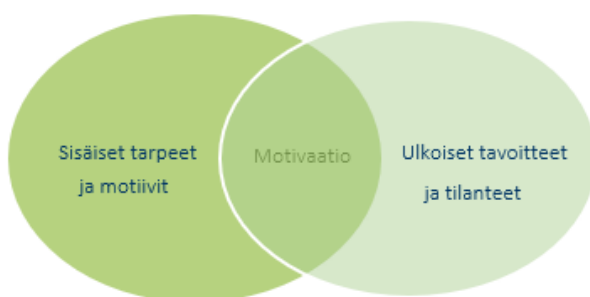 Sisäiset tarpeet
ja motiivit
Motivaatio
Ulkoiset tavoitteet
ja tilanteet